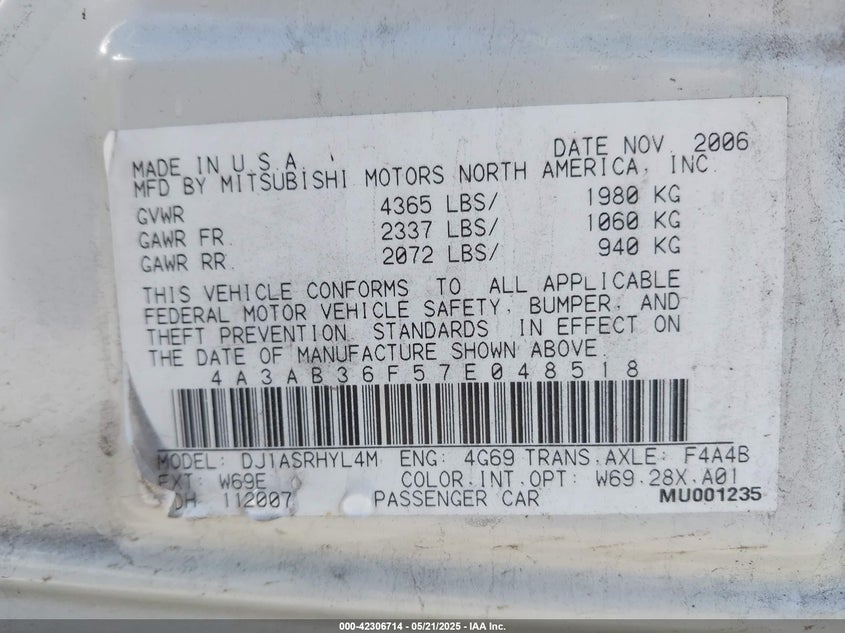 DATE NOV. 2006
MADE IN U.S.A.
MFD BY MITSUBISHI MOTORS NORTH AMERICA, INC.
GVWR 4365 LBS/ 1980 KG
GAWR FR. 2337 LBS/ 1060 KG
GAWR RR. 2072 LBS/ 940 KG
THIS VEHICLE CONFORMS TO ALL APPLICABLE
FEDERAL MOTOR VEHICLE SAFETY, BUMPER, AND
THEFT PREVENTION STANDARDS IN EFFECT ON
THE DATE OF MANUFACTURE SHOWN ABOVE.
4A3AB36F57E048518
MODEL: DJ1ASRHYL4M ENG: 4G69 TRANS.AXLE: F4A4B
EXT: W69E COLOR.INT.OPT: W69.28X.A01
DH 112007 PASSENGER CAR MU001235
000-42306714 — 05/21/2025 — IAA Inc.